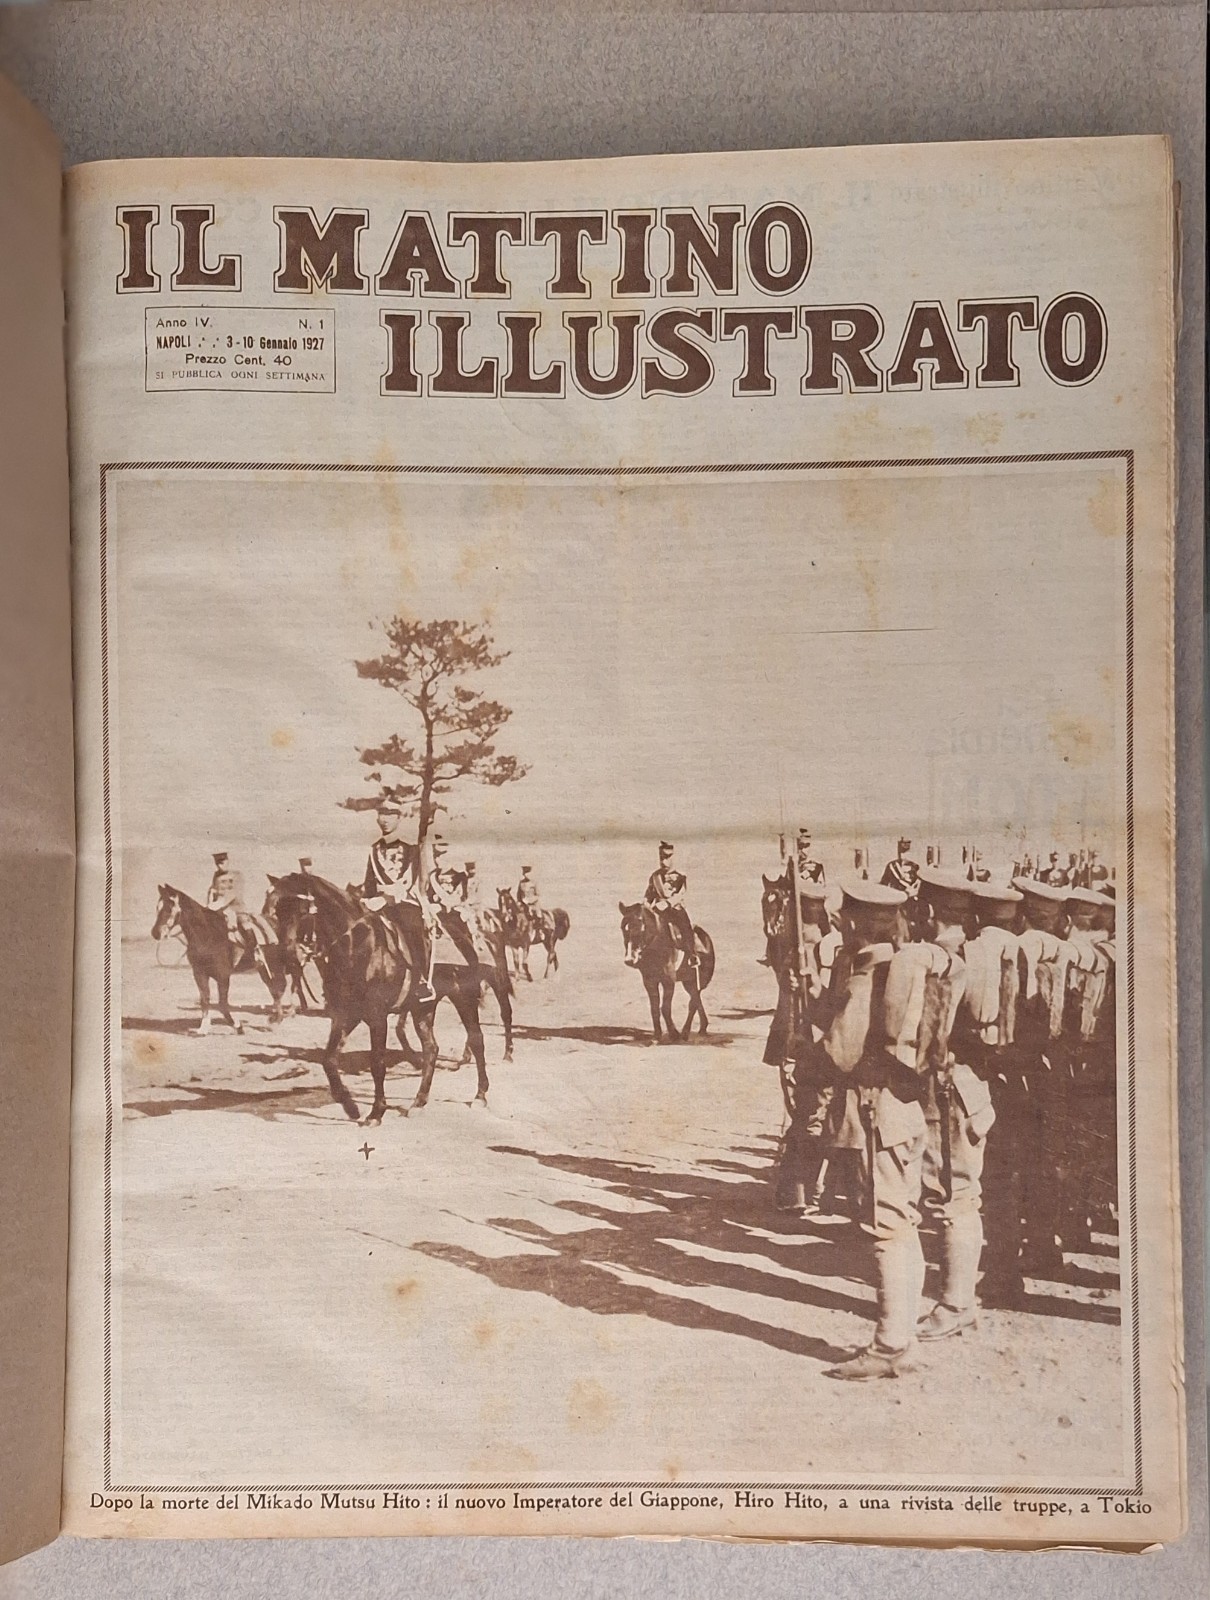 IL MATTINO
ILLUSTRATO
Anno IV. N. 1
NAPOLI .·. .· 3-10 Gennaio 1927
Prezzo Cent. 40
SI PUBBLICA OGNI SETTIMANA
Dopo la morte del Mikado Mutsu Hito : il nuovo Imperatore del Giappone, Hiro Hito, a una rivista delle truppe, a Tokio